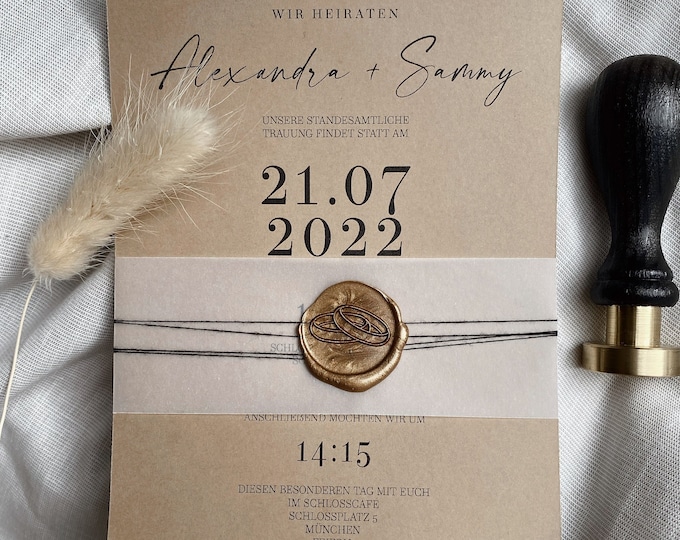 WIR HEIRATEN
Alexandra + Sammy
UNSERE STANDESAMTLICHE
TRAUUNG FINDET STATT AM
21.07
2022
ANSCHLIEẞEND MÖCHTEN WIR UM
14:15
DIESEN BESONDEREN TAG MIT EUCH
IM SCHLOSSCAFE
SCHLOSSPLATZ 5
MÜNCHEN